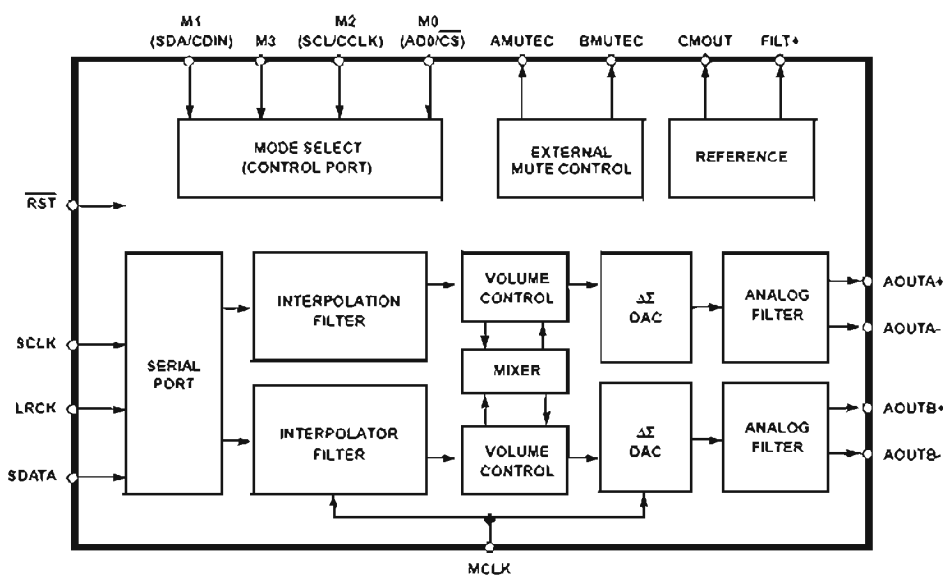 M1
(SDA/CDIN)
M3
M2
(SCL/CCLK)
M0
(AD0/CS)
AMUTEC
BMUTEC
CMOUT
FILT+
MODE SELECT
(CONTROL PORT)
EXTERNAL
MUTE CONTROL
REFERENCE
RST
SCLK
LRCK
SDATA
SERIAL
PORT
INTERPOLATION
FILTER
VOLUME
CONTROL
ΔΣ
DAC
ANALOG
FILTER
MIXER
INTERPOLATOR
FILTER
VOLUME
CONTROL
ΔΣ
DAC
ANALOG
FILTER
AOUTA+
AOUTA-
AOUTB+
AOUTB-
MCLK